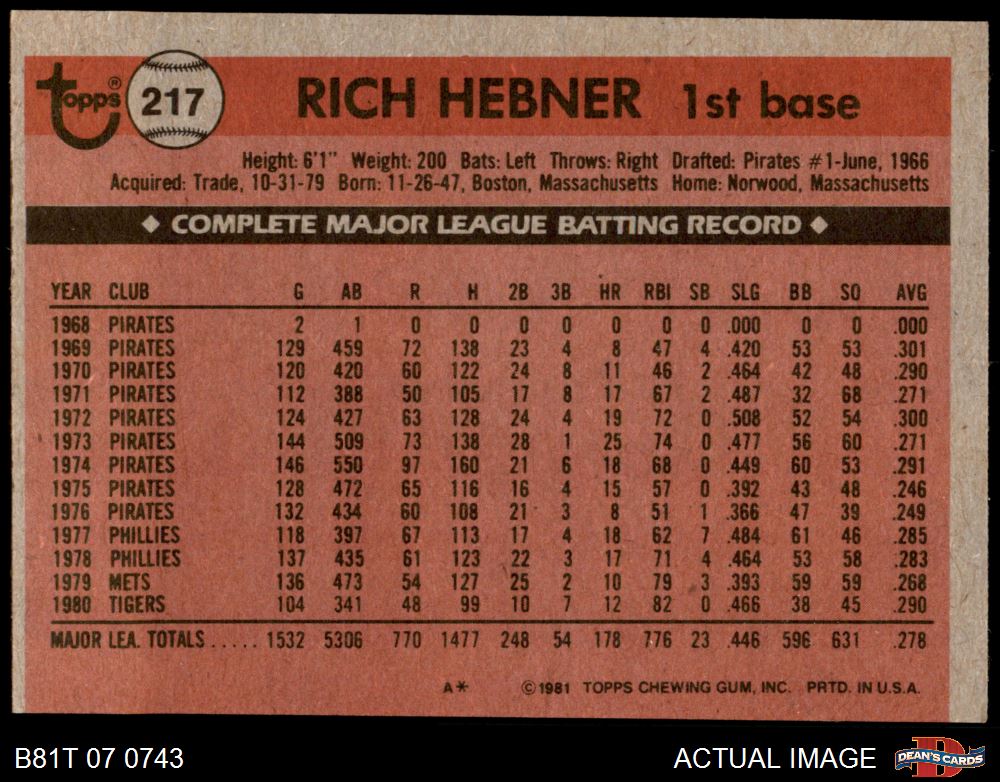 topps® 217 RICH HEBNER 1st base
Height: 6'1" Weight: 200 Bats: Left Throws: Right Drafted: Pirates #1-June, 1966
Acquired: Trade, 10-31-79 Born: 11-26-47, Boston, Massachusetts Home: Norwood, Massachusetts
◆ COMPLETE MAJOR LEAGUE BATTING RECORD ◆
YEAR CLUB G AB R H 2B 3B HR RBI SB SLG BB SO AVG
1968 PIRATES 2 1 0 0 0 0 0 0 0 .000 0 0 .000
1969 PIRATES 129 459 72 138 23 4 8 47 4 .420 53 53 .301
1970 PIRATES 120 420 60 122 24 8 11 46 2 .464 42 48 .290
1971 PIRATES 112 388 50 105 17 8 17 67 2 .487 32 68 .271
1972 PIRATES 124 427 63 128 24 4 19 72 0 .508 52 54 .300
1973 PIRATES 144 509 73 138 28 1 25 74 0 .477 56 60 .271
1974 PIRATES 146 550 97 160 21 6 18 68 0 .449 60 53 .291
1975 PIRATES 128 472 65 116 16 4 15 57 0 .392 43 48 .246
1976 PIRATES 132 434 60 108 21 3 8 51 1 .366 47 39 .249
1977 PHILLIES 118 397 67 113 17 4 18 62 7 .484 61 46 .285
1978 PHILLIES 137 435 61 123 22 3 17 71 4 .464 53 58 .283
1979 METS 136 473 54 127 25 2 10 79 3 .393 59 59 .268
1980 TIGERS 104 341 48 99 10 7 12 82 0 .466 38 45 .290
MAJOR LEA. TOTALS ..... 1532 5306 770 1477 248 54 178 776 23 .446 596 631 .278
A* ©1981 TOPPS CHEWING GUM, INC. PRTD. IN U.S.A.
B81T 07 0743 ACTUAL IMAGE D DEAN'S CARDS